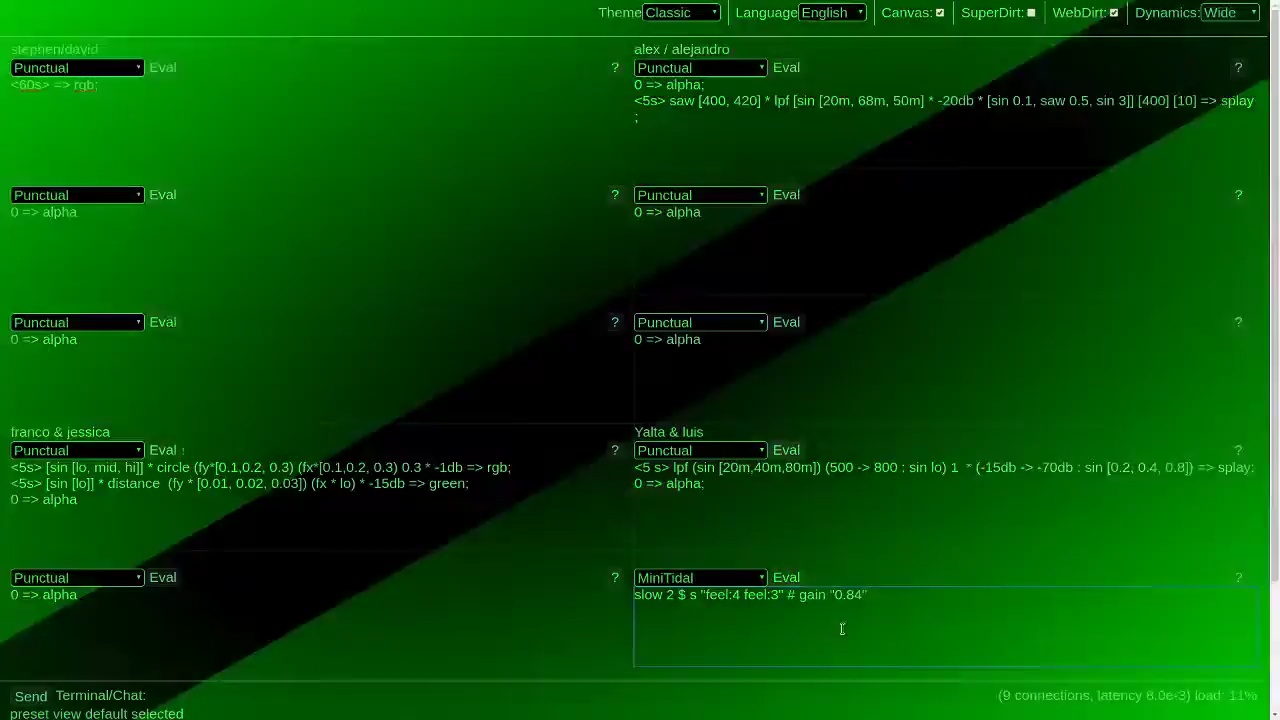 Theme Classic Language English Canvas: SuperDirt: WebDirt: Dynamics: Wide
stephen/david
Punctual Eval ?
<60s> => rgb;
alex / alejandro
Punctual Eval ?
0 => alpha;
<5s> saw [400, 420] * lpf [sin [20m, 68m, 50m] * -20db * [sin 0.1, saw 0.5, sin 3]] [400] [10] => splay
;
Punctual Eval ?
0 => alpha
Punctual Eval ?
0 => alpha
Punctual Eval ?
0 => alpha
Punctual Eval ?
0 => alpha
franco & jessica
Punctual Eval ?
<5s> [sin [lo, mid, hi]] * circle (fy*[0.1,0.2, 0.3) (fx*[0.1,0.2, 0.3) 0.3 * -1db => rgb;
<5s> [sin [lo]] * distance  (fy * [0.01, 0.02, 0.03]) (fx * lo) * -15db => green;
0 => alpha
Yalta & luis
Punctual Eval ?
<5 s> lpf (sin [20m,40m,80m]) (500 -> 800 : sin lo) 1  * (-15db -> -70db : sin [0.2, 0.4, 0.8]) => splay;
0 => alpha;
Punctual Eval ?
0 => alpha
MiniTidal Eval ?
slow 2 $ s "feel:4 feel:3" # gain "0.84"
Send Terminal/Chat: (9 connections, latency 6.0e-3) load: 11%
preset view default selected